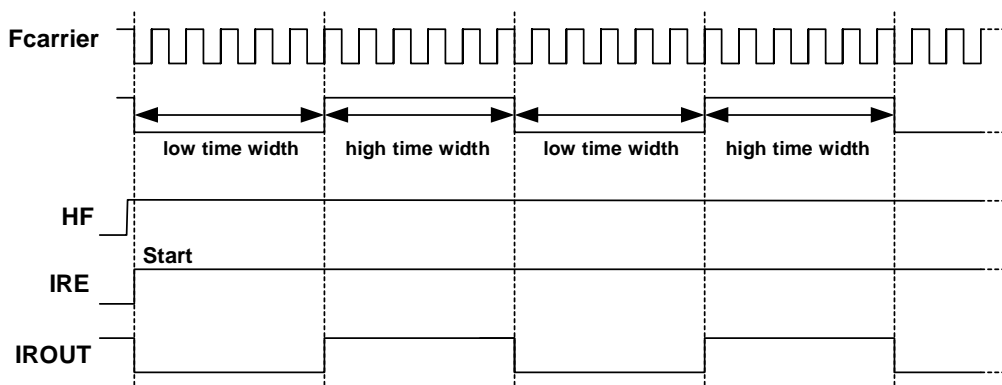 Fcarrier
low time width high time width low time width high time width
HF
Start
IRE
IROUT